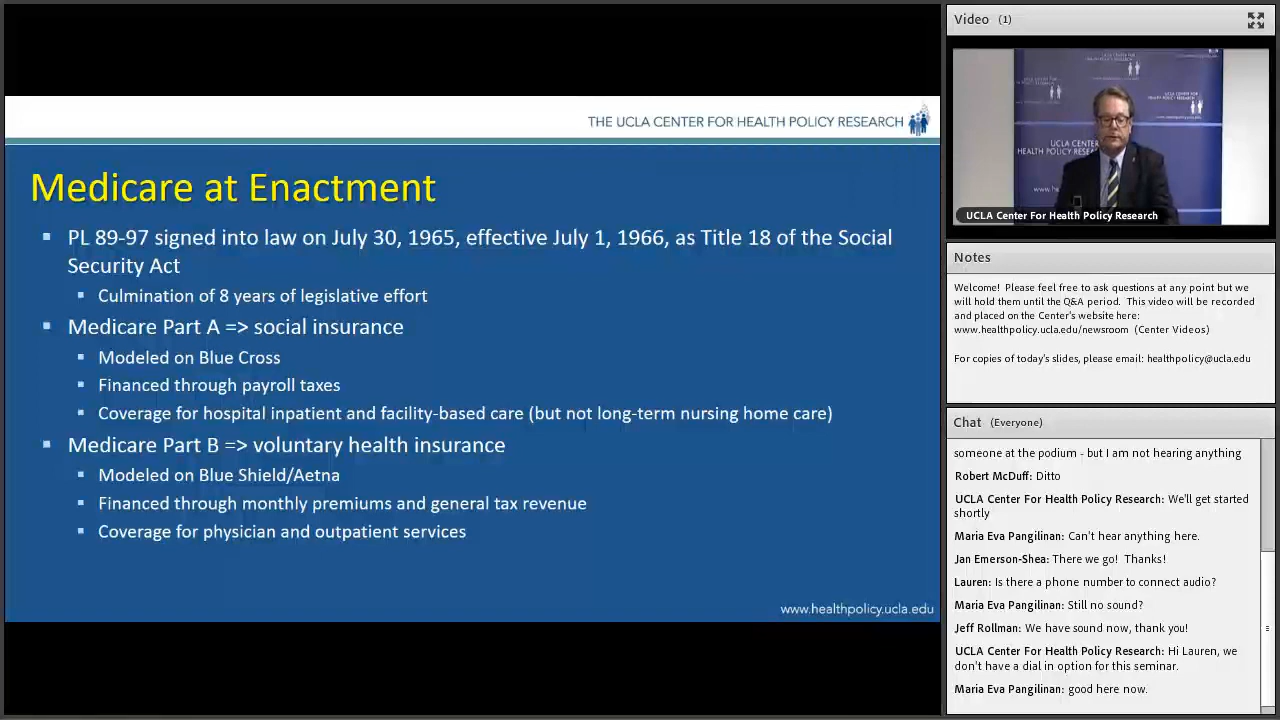 THE UCLA CENTER FOR HEALTH POLICY RESEARCH
Medicare at Enactment
▪ PL 89-97 signed into law on July 30, 1965, effective July 1, 1966, as Title 18 of the Social
Security Act
▪ Culmination of 8 years of legislative effort
▪ Medicare Part A => social insurance
▪ Modeled on Blue Cross
▪ Financed through payroll taxes
▪ Coverage for hospital inpatient and facility-based care (but not long-term nursing home care)
▪ Medicare Part B => voluntary health insurance
▪ Modeled on Blue Shield/Aetna
▪ Financed through monthly premiums and general tax revenue
▪ Coverage for physician and outpatient services
www.healthpolicy.ucla.edu
Video (1)
UCLA CENTER
HEALTH POLICY
UCLA Center For Health Policy Research
Notes
Welcome! Please feel free to ask questions at any point but we
will hold them until the Q&A period. This video will be recorded
and placed on the Center's website here:
www.healthpolicy.ucla.edu/newsroom (Center Videos)
For copies of today's slides, please email: healthpolicy@ucla.edu
Chat (Everyone)
someone at the podium - but I am not hearing anything
Robert McDuff: Ditto
UCLA Center For Health Policy Research: We'll get started
shortly
Maria Eva Pangilinan: Can't hear anything here.
Jan Emerson-Shea: There we go! Thanks!
Lauren: Is there a phone number to connect audio?
Maria Eva Pangilinan: Still no sound?
Jeff Rollman: We have sound now, thank you!
UCLA Center For Health Policy Research: Hi Lauren, we
don't have a dial in option for this seminar.
Maria Eva Pangilinan: good here now.